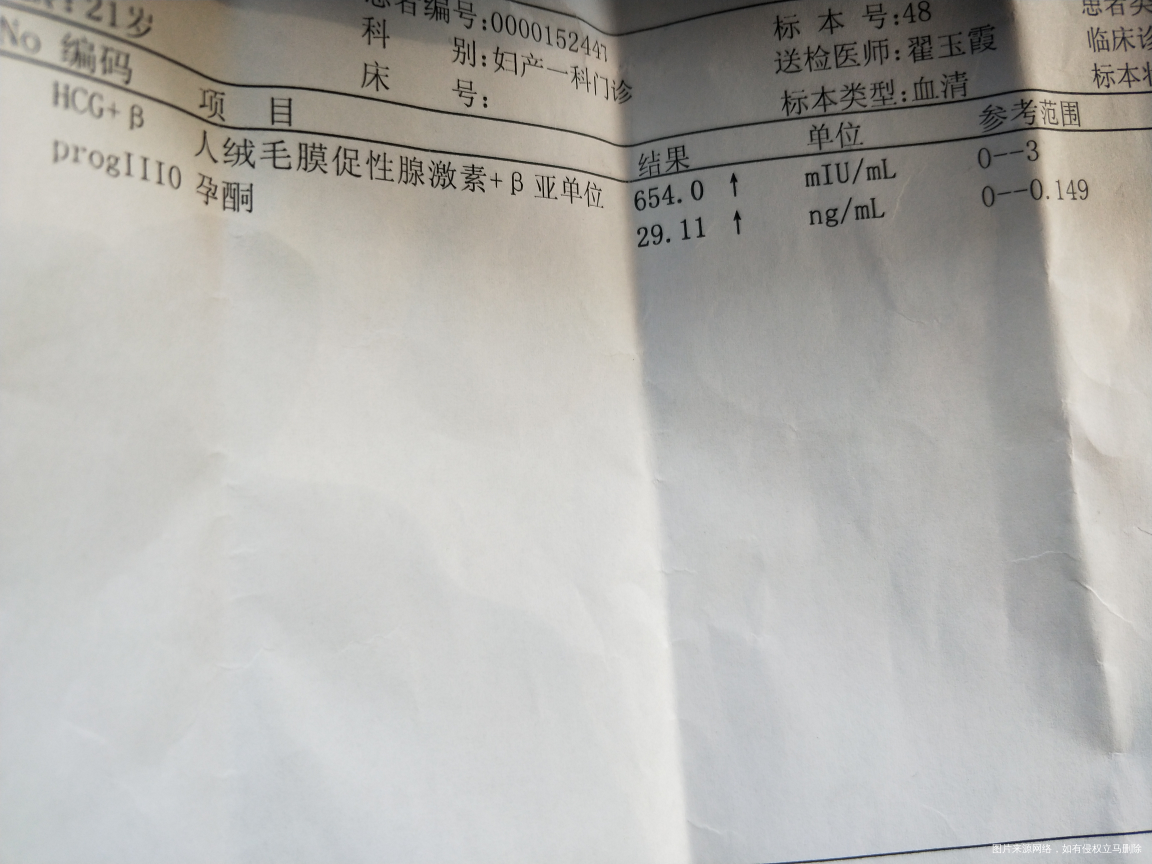 :21岁
患者编号:0000152447
标 本 号:48
科 别:妇产一科门诊
送检医师:翟玉霞
临床诊
床 号:
标本类型:血清
标本状
No 编码 项 目 结果 单位 参考范围
HCG+β 人绒毛膜促性腺激素+β亚单位 654.0 ↑ mIU/mL 0--3
progIII0 孕酮 29.11 ↑ ng/mL 0--0.149
图片来源网络，如有侵权立马删除